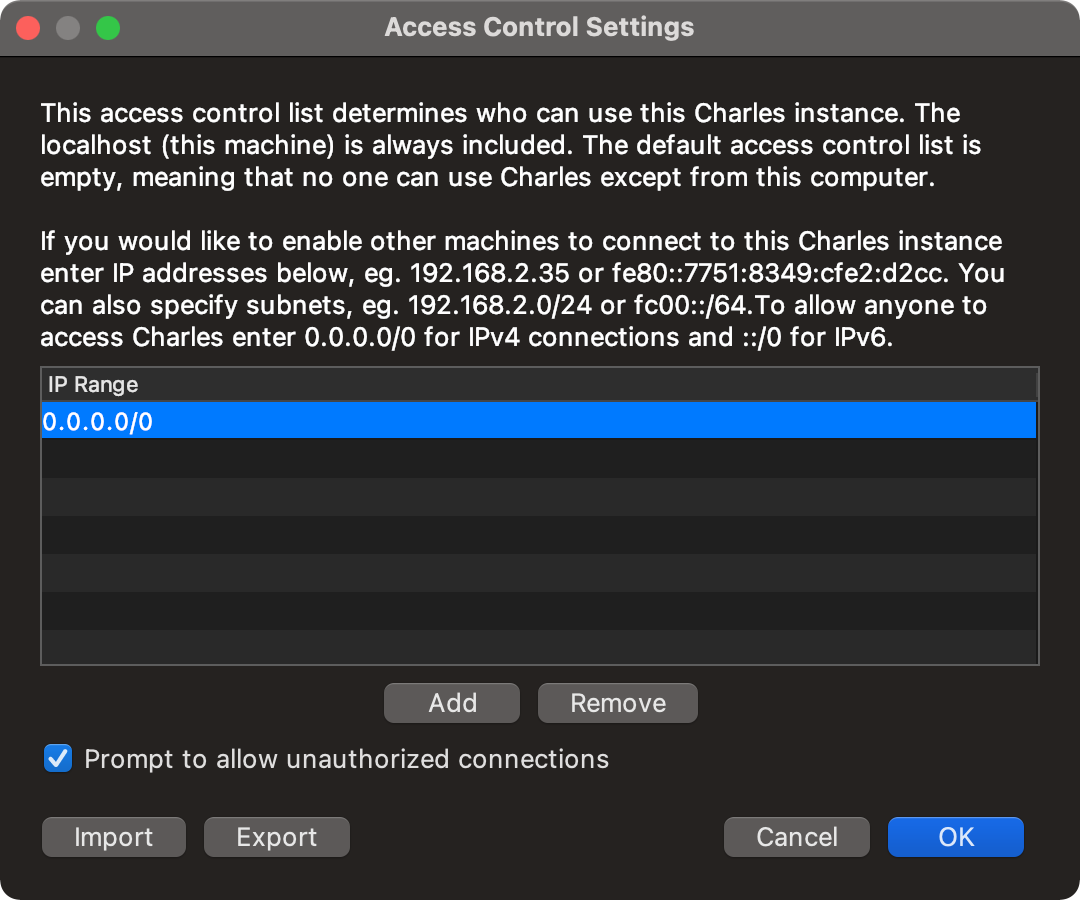 Access Control Settings
This access control list determines who can use this Charles instance. The
localhost (this machine) is always included. The default access control list is
empty, meaning that no one can use Charles except from this computer.
If you would like to enable other machines to connect to this Charles instance
enter IP addresses below, eg. 192.168.2.35 or fe80::7751:8349:cfe2:d2cc. You
can also specify subnets, eg. 192.168.2.0/24 or fc00::/64.To allow anyone to
access Charles enter 0.0.0.0/0 for IPv4 connections and ::/0 for IPv6.
IP Range
0.0.0.0/0
Add Remove
Prompt to allow unauthorized connections
Import Export Cancel OK